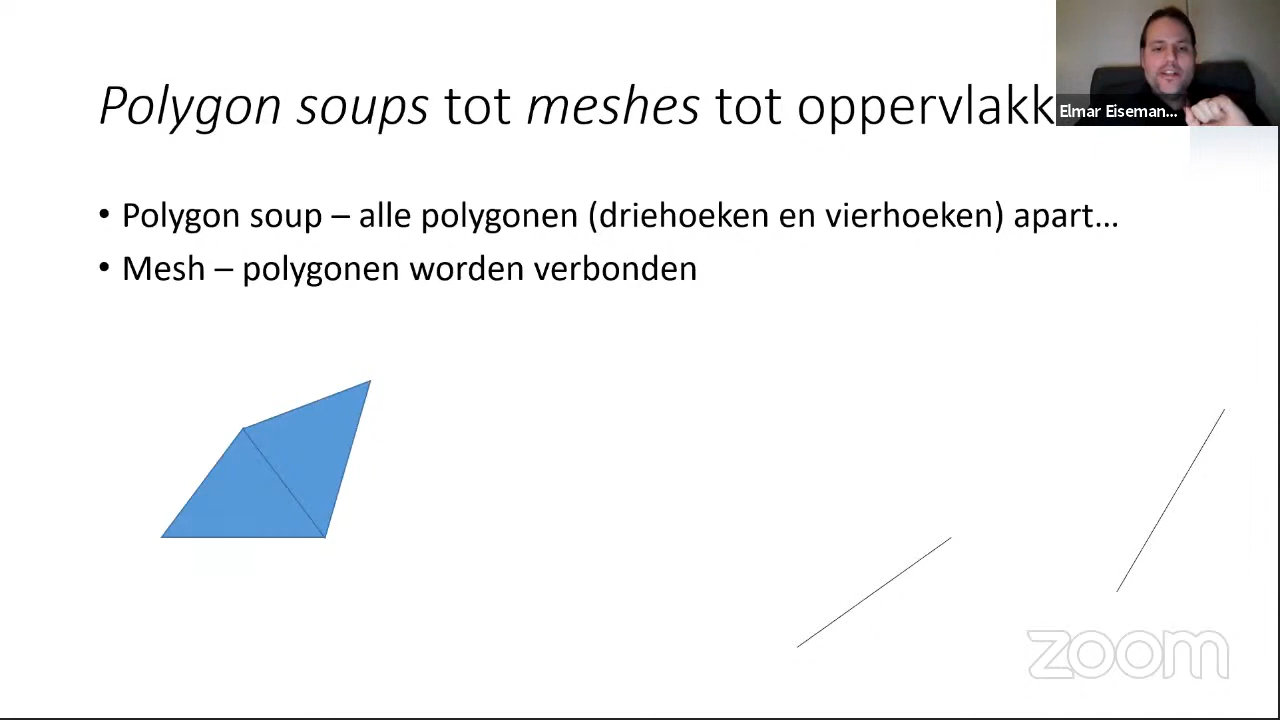 Polygon soups tot meshes tot oppervlakk
Elmar Eiseman...
• Polygon soup – alle polygonen (driehoeken en vierhoeken) apart...
• Mesh – polygonen worden verbonden
zoom